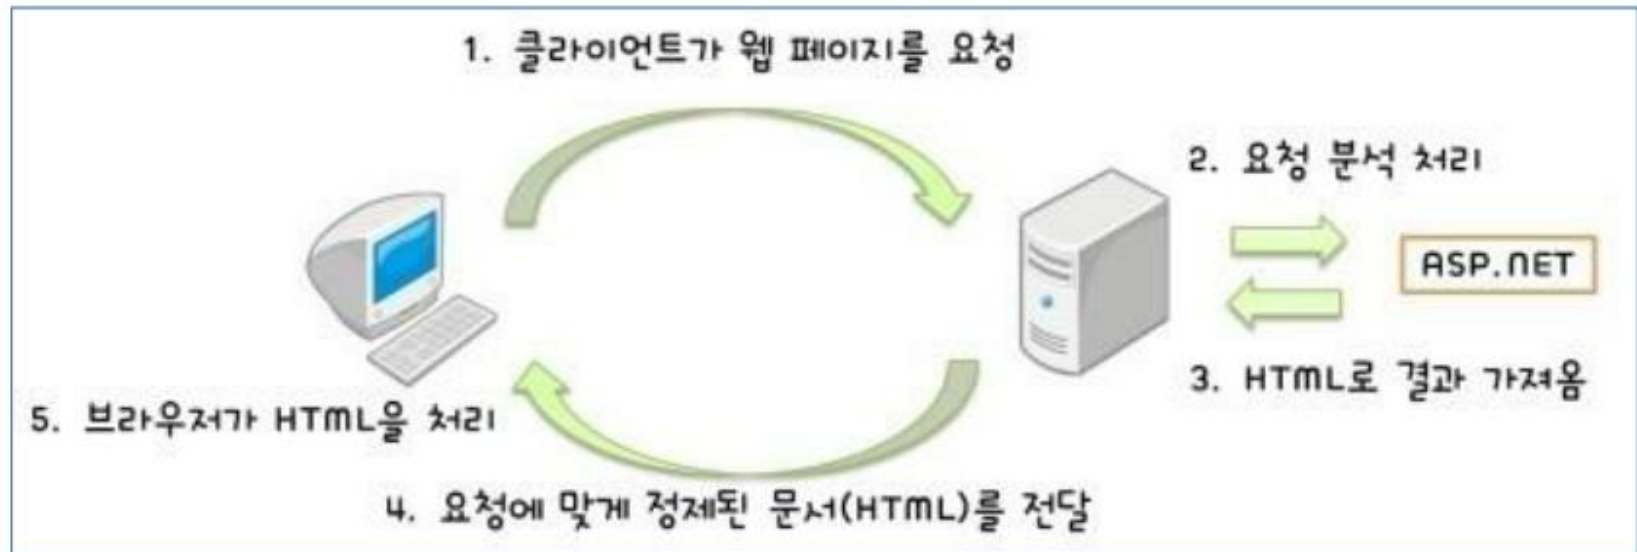 1. 클라이언트가 웹 페이지를 요청
2. 요청 분석 처리
ASP.NET
3. HTML로 결과 가져옴
5. 브라우저가 HTML을 처리
4. 요청에 맞게 정제된 문서(HTML)를 전달